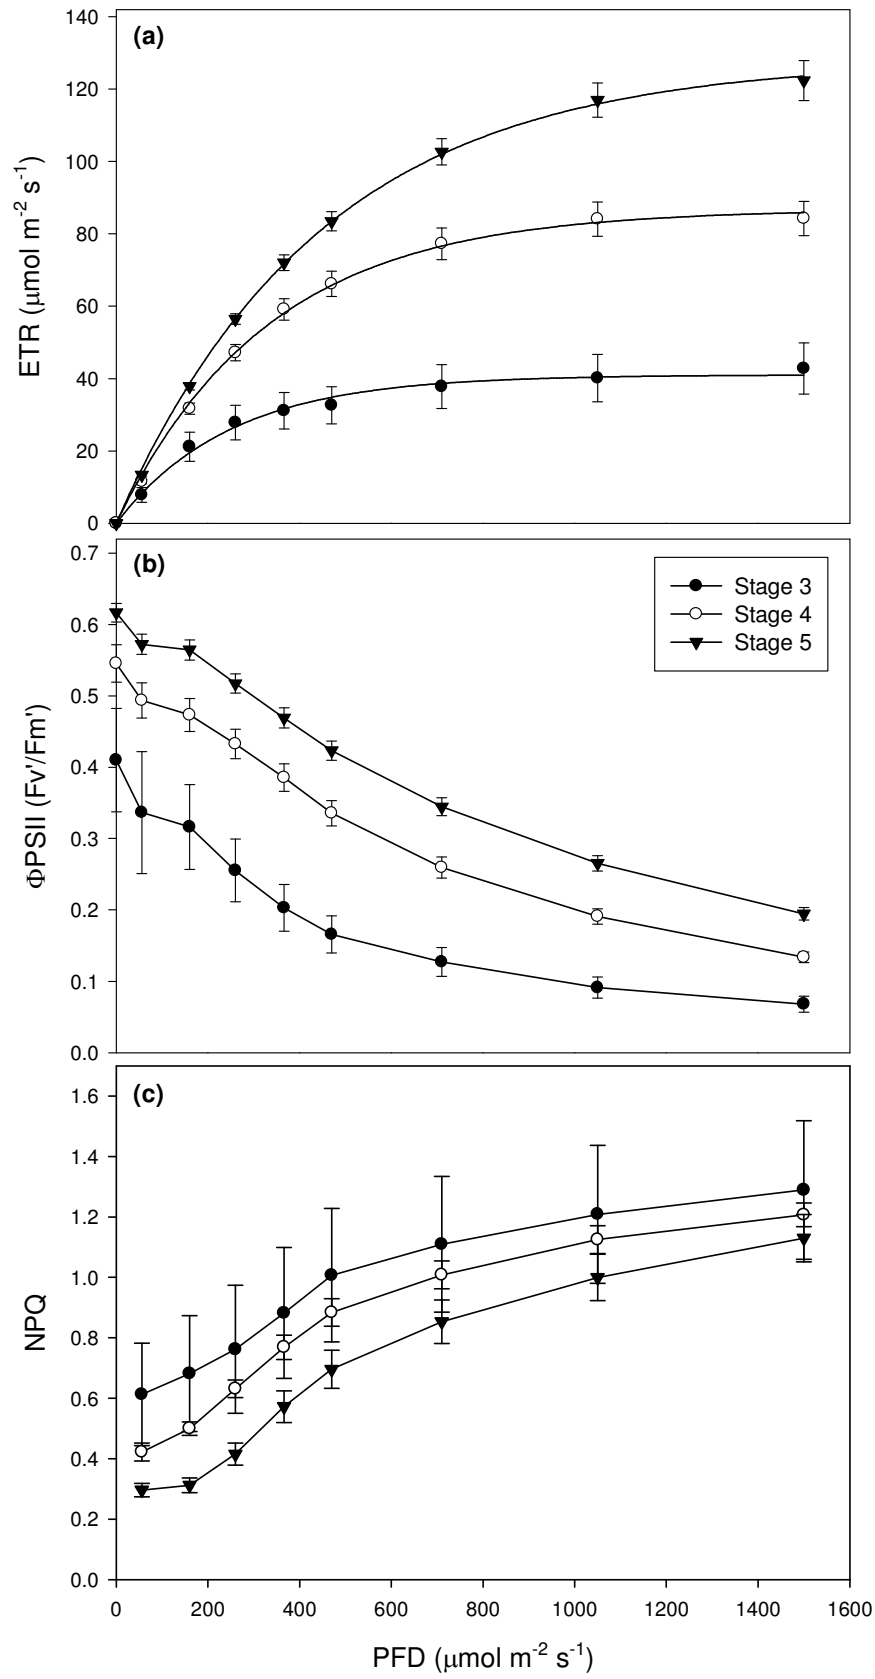 (a)
140
120
100
80
60
40
20
0
ETR (μmol m-2 s-1)
(b)
0.7
0.6
0.5
0.4
0.3
0.2
0.1
0.0
ΦPSII (Fv'/Fm')
Stage 3
Stage 4
Stage 5
(c)
1.6
1.4
1.2
1.0
0.8
0.6
0.4
0.2
0.0
NPQ
0 200 400 600 800 1000 1200 1400 1600
PFD (μmol m-2 s-1)